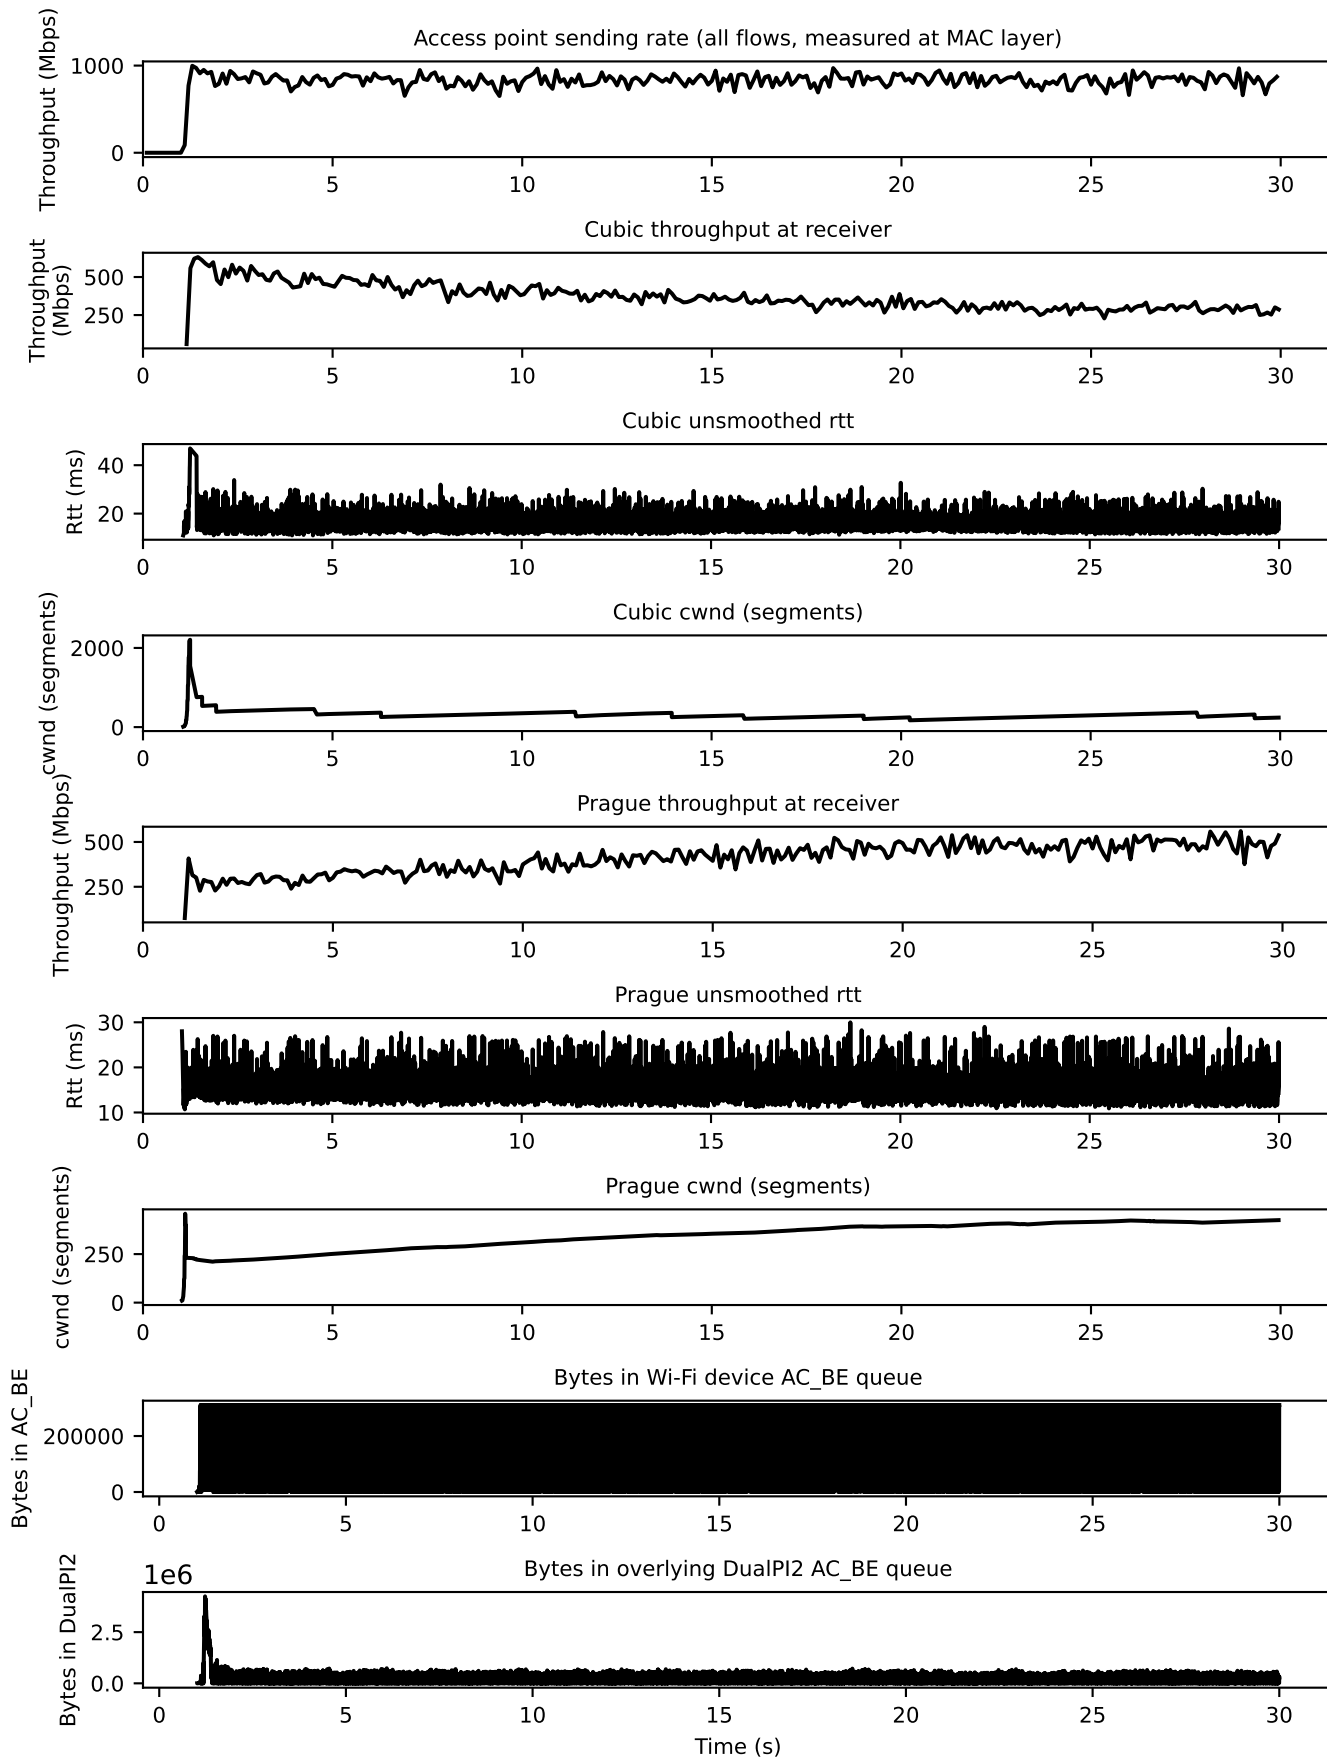 Access point sending rate (all flows, measured at MAC layer)
Throughput (Mbps)
1000
0
0 5 10 15 20 25 30
Cubic throughput at receiver
Throughput
(Mbps)
500
250
0 5 10 15 20 25 30
Cubic unsmoothed rtt
Rtt (ms)
40
20
0 5 10 15 20 25 30
Cubic cwnd (segments)
cwnd (segments)
2000
0
0 5 10 15 20 25 30
Prague throughput at receiver
Throughput (Mbps)
500
250
0 5 10 15 20 25 30
Prague unsmoothed rtt
Rtt (ms)
30
20
10
0 5 10 15 20 25 30
Prague cwnd (segments)
cwnd (segments)
250
0
0 5 10 15 20 25 30
Bytes in Wi-Fi device AC_BE queue
Bytes in AC_BE
200000
0
0 5 10 15 20 25 30
1e6
Bytes in overlying DualPI2 AC_BE queue
Bytes in DualPI2
2.5
0.0
0 5 10 15 20 25 30
Time (s)